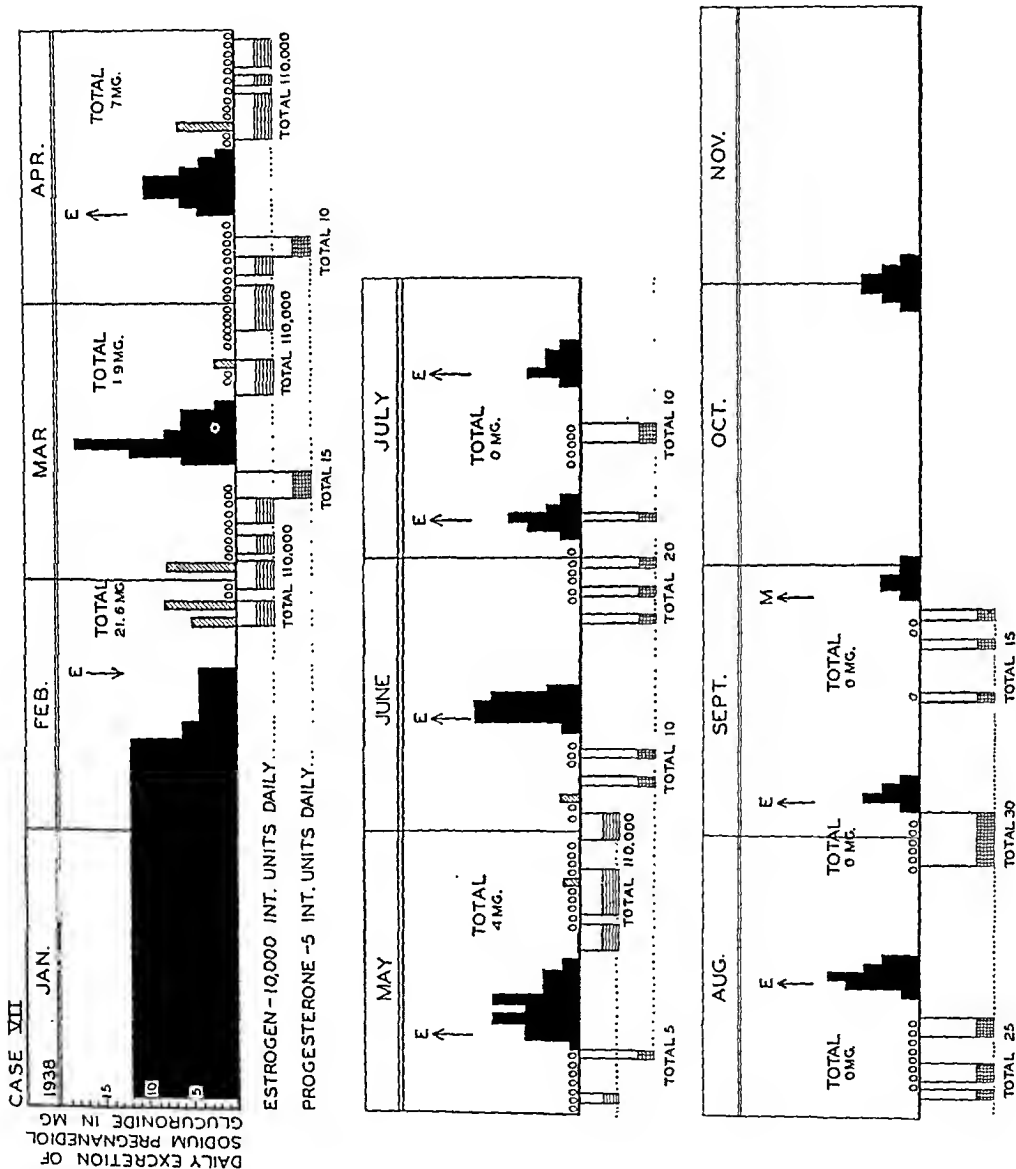 CASE VII
DAILY EXCRETION OF
SODIUM PREGNANEDIOL
GLUCURONIDE IN MG
1938
JAN.
FEB.
MAR
APR.
15
10
5
E
TOTAL
21.6 MG.
TOTAL
19 MG.
E
TOTAL
7 MG.
ESTROGEN-10,000 INT. UNITS DAILY
TOTAL 110.000
TOTAL 110,000
TOTAL 110,000
PROGESTERONE-5 INT. UNITS DAILY
TOTAL 15
TOTAL 10
MAY
JUNE
JULY
E
TOTAL
4 MG.
E
E
TOTAL
0 MG.
E
TOTAL 5
TOTAL 110.000
TOTAL 10
TOTAL 20
TOTAL 10
AUG.
SEPT.
OCT.
NOV.
TOTAL
0 MG.
E
TOTAL
0 MG.
E
TOTAL
0 MG.
M
TOTAL 25
TOTAL 30
TOTAL 15